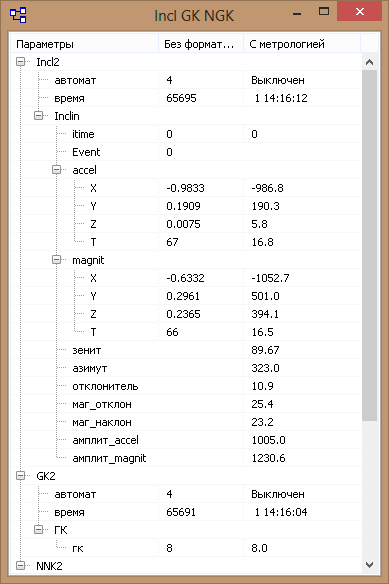 Incl GK NGK
Параметры Без формат... С метрологией
Incl2
автомат 4 Выключен
время 65695 1 14:16:12
Inclin
itime 0 0
Event 0
accel
X -0.9833 -986.8
Y 0.1909 190.3
Z 0.0075 5.8
T 67 16.8
magnit
X -0.6332 -1052.7
Y 0.2961 501.0
Z 0.2365 394.1
T 66 16.5
зенит 89.67
азимут 323.0
отклонитель 10.9
маг_отклон 25.4
маг_наклон 23.2
амплит_accel 1005.0
амплит_magnit 1230.6
GK2
автомат 4 Выключен
время 65691 1 14:16:04
ГК
гк 8 8.0
NNK2